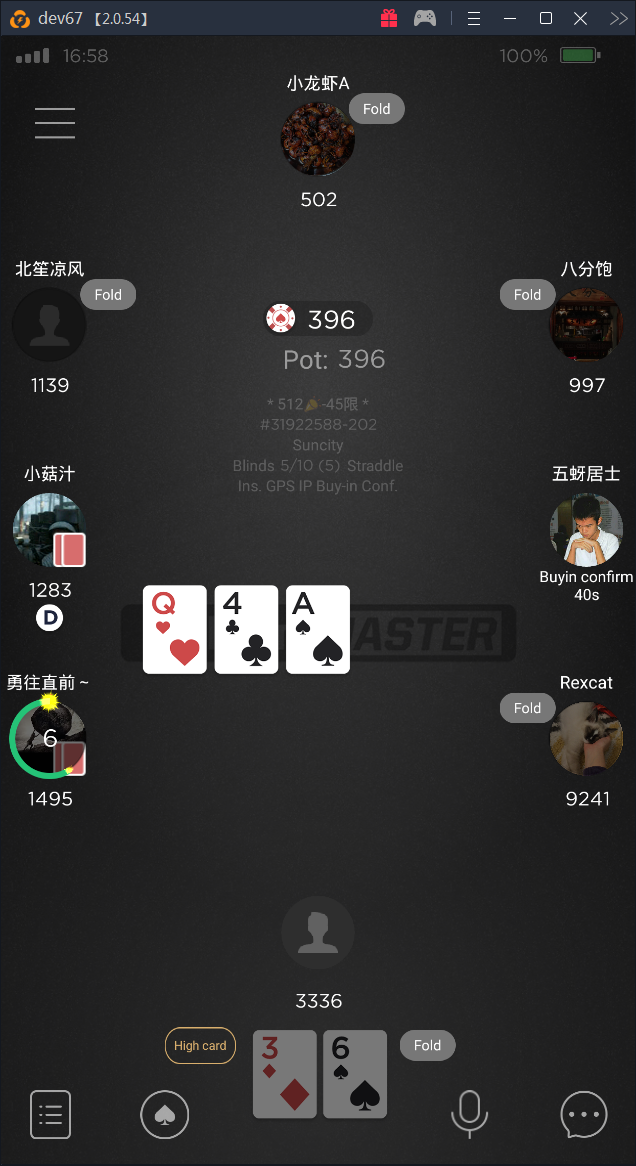 dev67 【2.0.54】
16:58
100%
小龙虾A
Fold
502
北笙凉风
Fold
1139
八分饱
Fold
997
396
Pot: 396
* 512 -45限 *
#31922588-202
Suncity
Blinds 5/10 (5) Straddle
Ins. GPS IP Buy-in Conf.
小菇汁
1283
D
五蚜居士
Buyin confirm
40s
Q
4
A
ASTER
勇往直前 ~
6
1495
Rexcat
Fold
9241
3336
High card
3
6
Fold